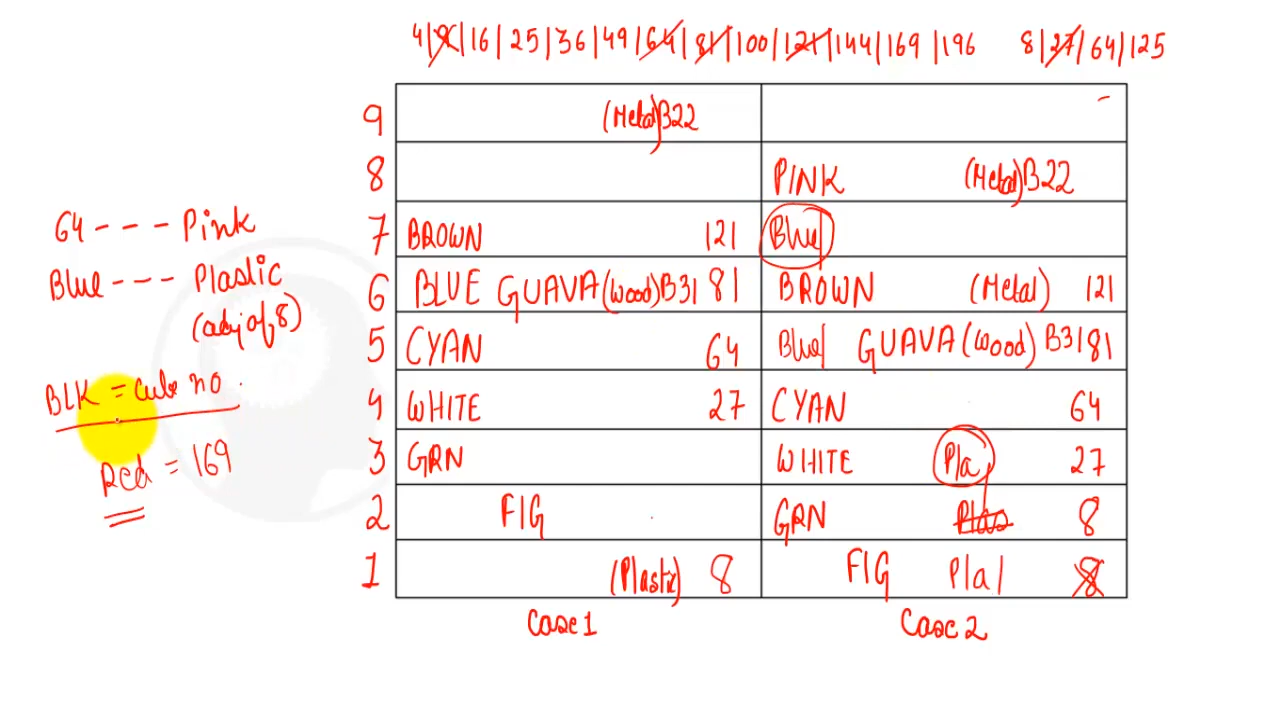 4|9|16|25|36|49|64|81|100|121|144|169|196 8|27|64|125
9 (Metal)B22
8 PINK (Metal)B22
7 BROWN 121 Blue
6 BLUE GUAVA(Wood)B31 81 BROWN (Metal) 121
5 CYAN 64 Blue GUAVA(Wood) B31 81
4 WHITE 27 CYAN 64
3 GRN WHITE Pla 27
2 FIG GRN Plas 8
1 (Plastic) 8 FIG Pla 8
Case 1 Case 2
64 --- Pink
Blue --- Plastic
(adj of 8)
BLK = Cube no.
Red = 169